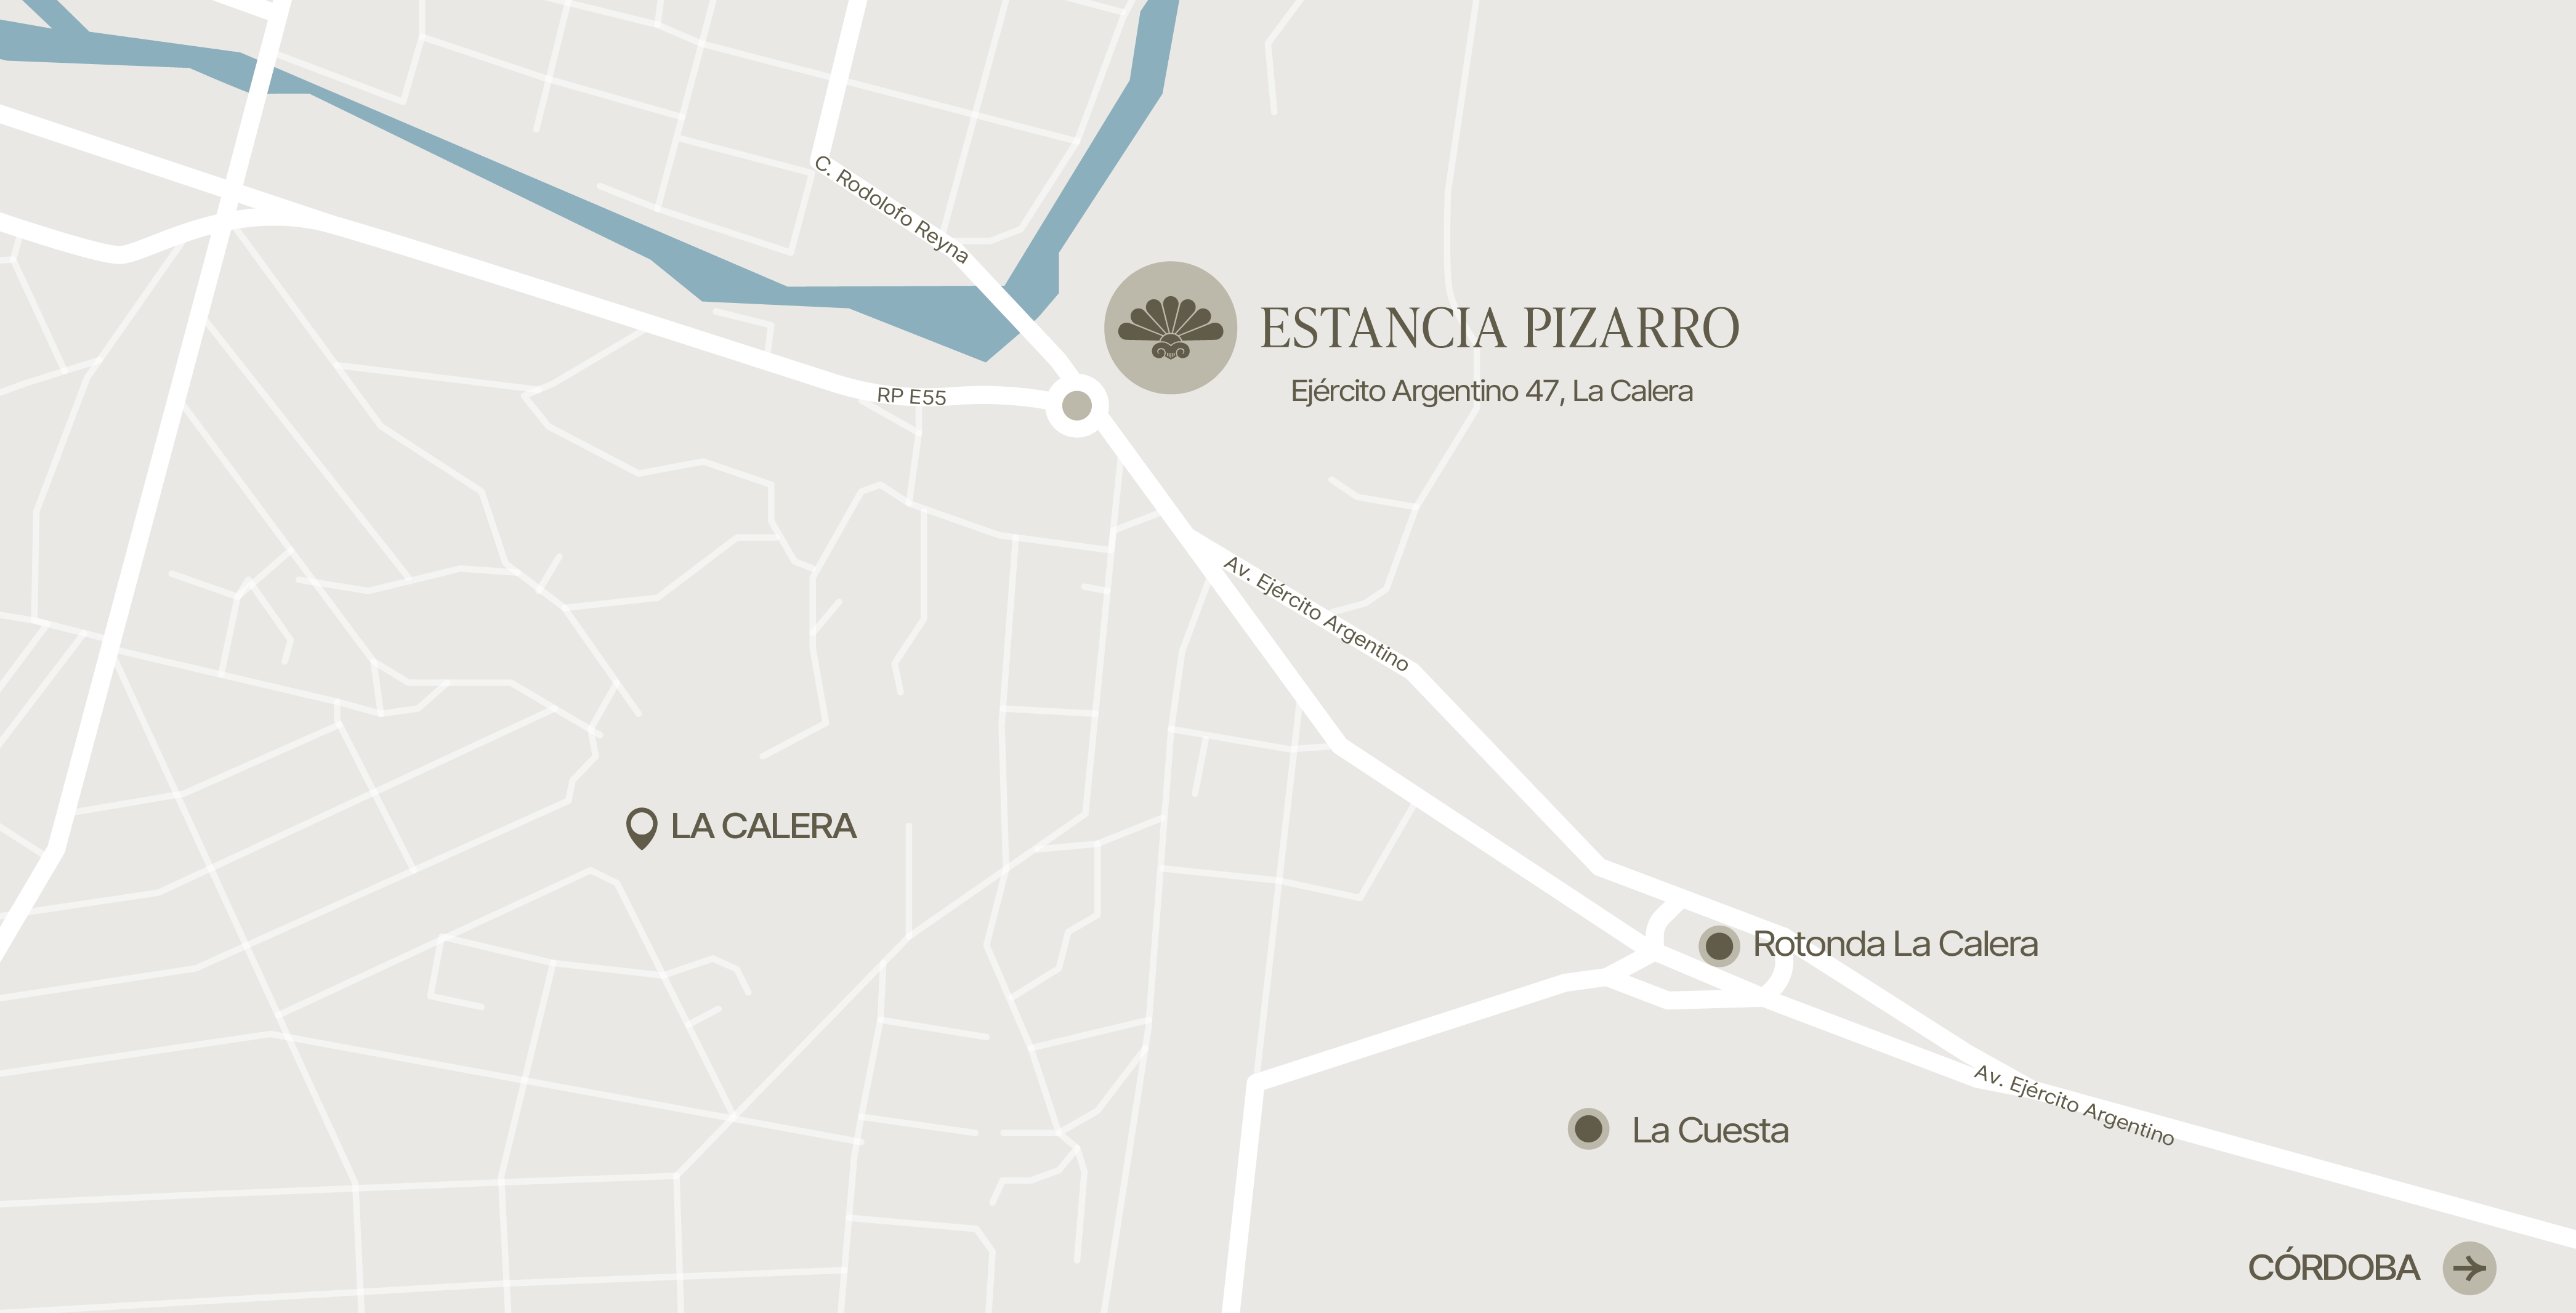 C. Rodolofo Reyna
ESTANCIA PIZARRO
Ejército Argentino 47, La Calera
RP E55
Av. Ejército Argentino
LA CALERA
Rotonda La Calera
La Cuesta
Av. Ejército Argentino
CÓRDOBA